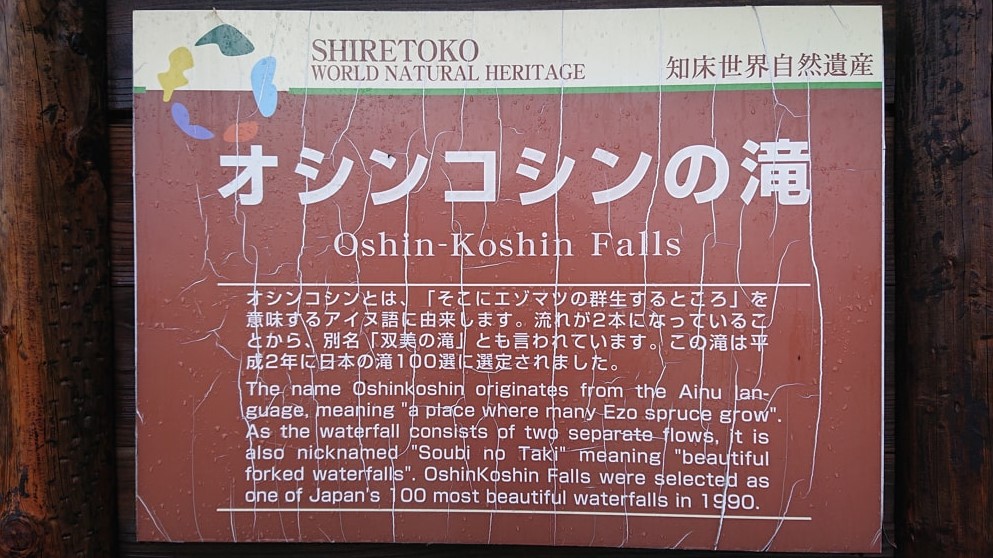 SHIRETOKO
WORLD NATURAL HERITAGE
知床世界自然遺産
オシンコシンの滝
Oshin-Koshin Falls
オシンコシンとは、「そこにエゾマツの群生するところ」を
意味するアイヌ語に由来します。流れが2本になっているこ
とから、別名「双美の滝」とも言われています。この滝は平
成2年に日本の滝100選に選定されました。
The name Oshinkoshin originates from the Ainu lan-
guage, meaning "a place where many Ezo spruce grow".
As the waterfall consists of two separate flows, it is
also nicknamed "Soubi no Taki" meaning "beautiful
forked waterfalls". OshinKoshin Falls were selected as
one of Japan's 100 most beautiful waterfalls in 1990.